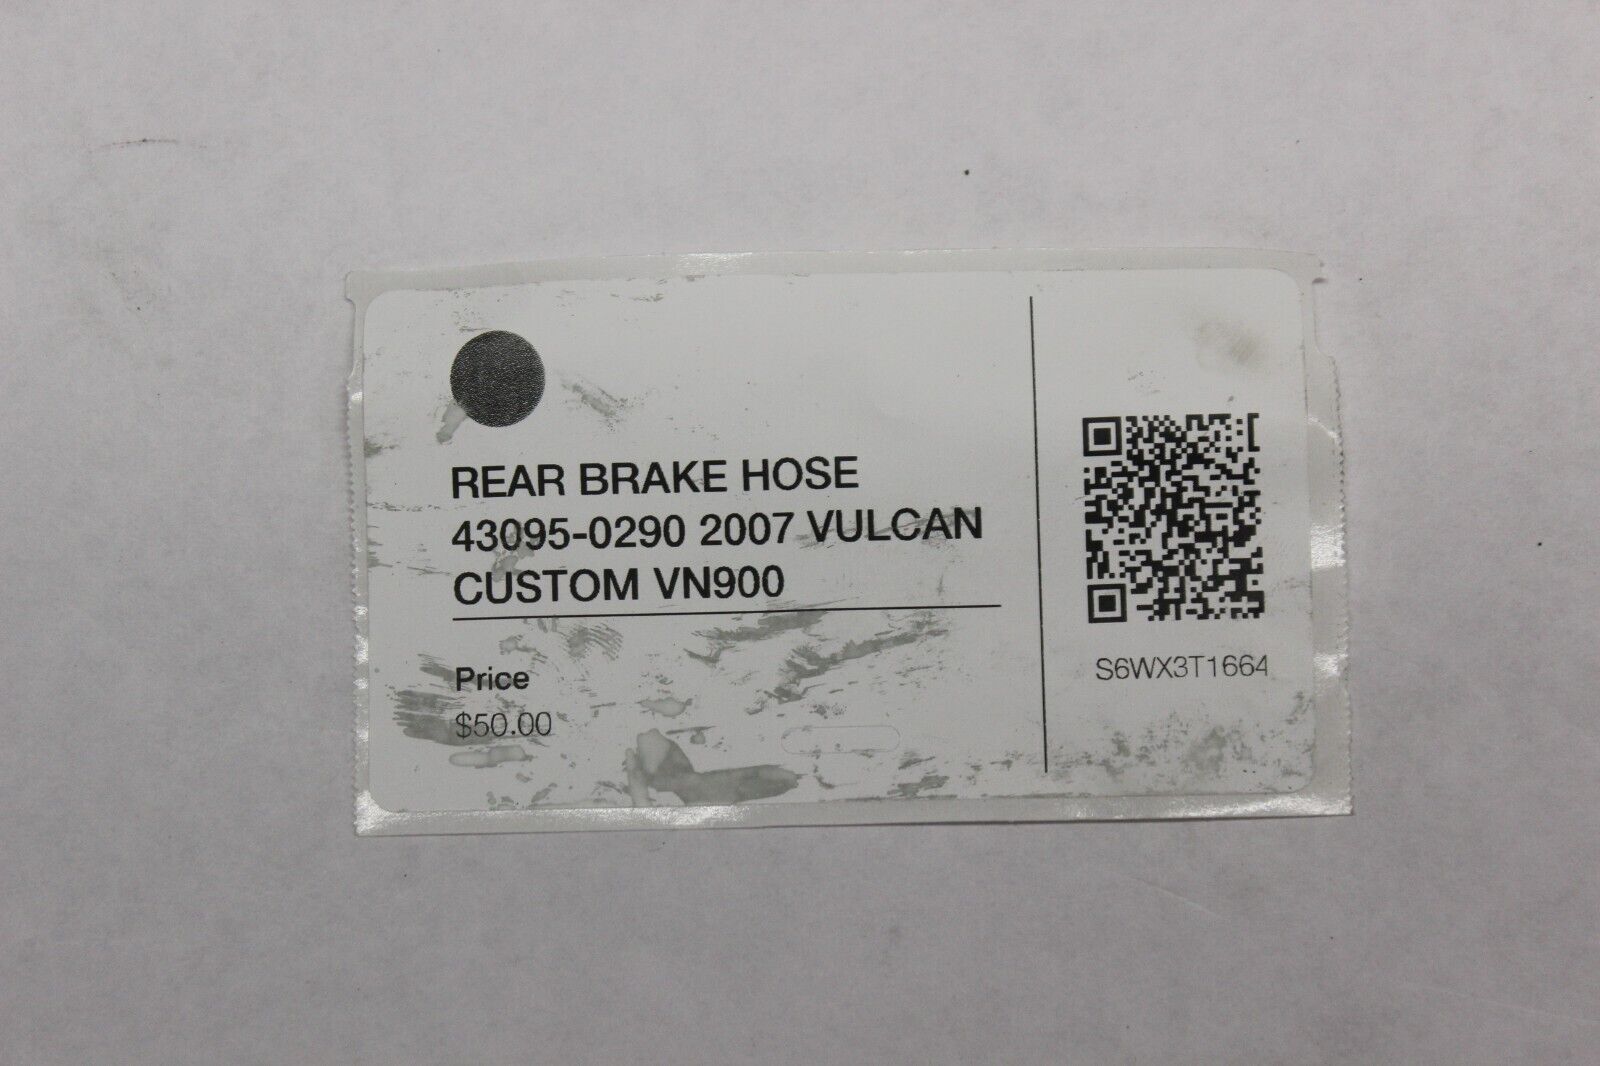 REAR BRAKE HOSE
43095-0290 2007 VULCAN
CUSTOM VN900
Price
$50.00
S6WX3T1664